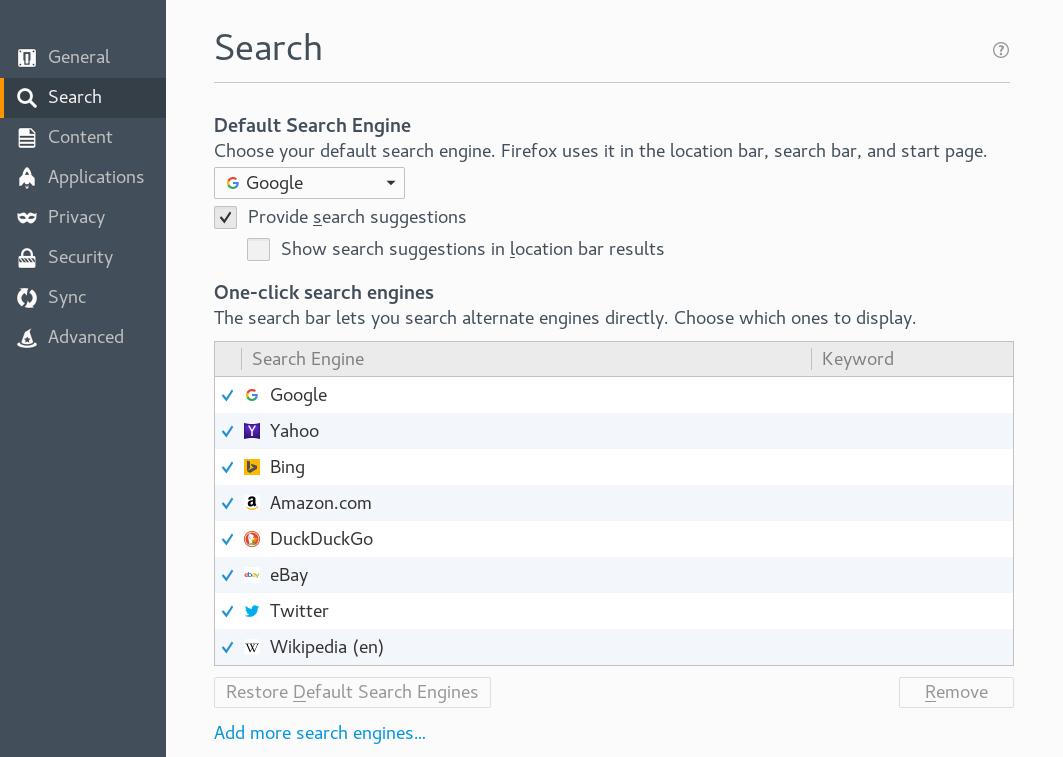 General
Search
Content
Applications
Privacy
Security
Sync
Advanced
Search
?
Default Search Engine
Choose your default search engine. Firefox uses it in the location bar, search bar, and start page.
Google
Provide search suggestions
Show search suggestions in location bar results
One-click search engines
The search bar lets you search alternate engines directly. Choose which ones to display.
Search Engine Keyword
Google
Yahoo
Bing
Amazon.com
DuckDuckGo
eBay
Twitter
Wikipedia (en)
Restore Default Search Engines Remove
Add more search engines...